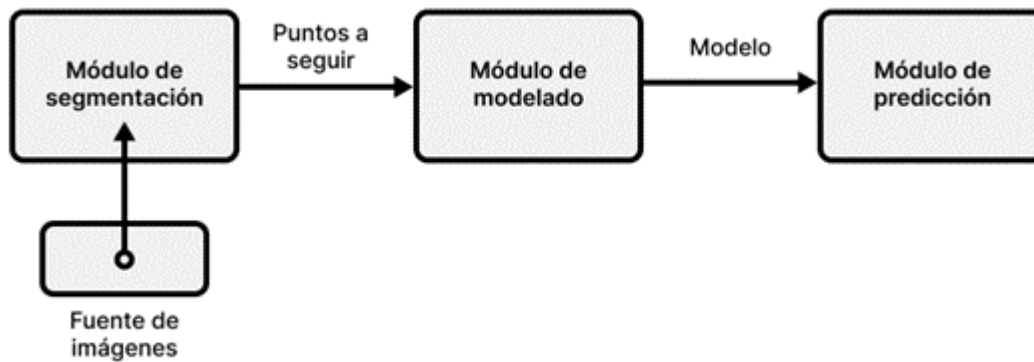 Puntos a
seguir
Modelo
Módulo de
segmentación
Módulo de
modelado
Módulo de
predicción
Fuente de
imágenes